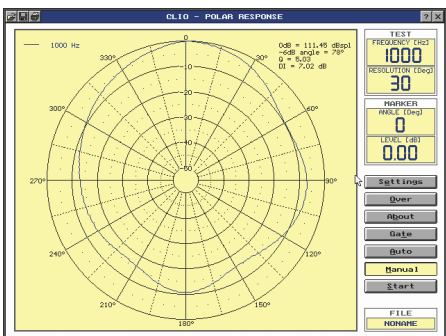 CLIO - POLAR RESPONSE
? X
1000 Hz
0dB = 111.45 dBspl
-6dB angle = 78°
Q = 5.03
DI = 7.02 dB
0
330°
30°
-10
-20
300°
60°
-30
-40
-50
270°
90°
240°
120°
210°
150°
180°
TEST
FREQUENCY [Hz]
1000
RESOLUTION [Deg]
30
MARKER
ANGLE [Deg]
0
LEVEL [dB]
0.00
Settings
Over
About
Gate
Auto
Manual
Start
FILE
NONAME